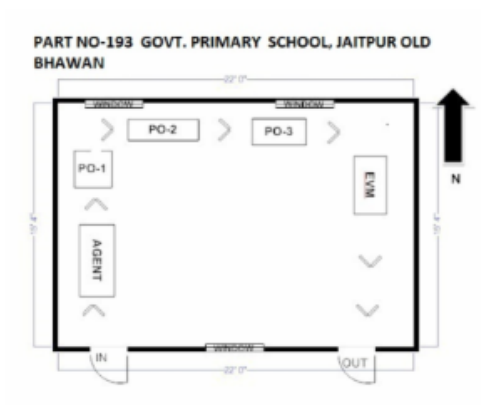 PART NO-193 GOVT. PRIMARY SCHOOL, JAITPUR OLD
BHAWAN
22' 0"
WINDOW WINDOW
PO-2 PO-3
PO-1
EVM
N
AGENT
WINDOW
IN OUT
22' 0"